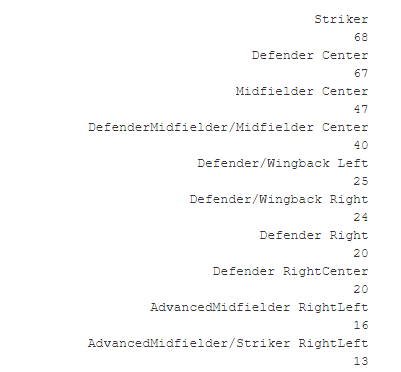 Striker
68
Defender Center
67
Midfielder Center
47
DefenderMidfielder/Midfielder Center
40
Defender/Wingback Left
25
Defender/Wingback Right
24
Defender Right
20
Defender RightCenter
20
AdvancedMidfielder RightLeft
16
AdvancedMidfielder/Striker RightLeft
13